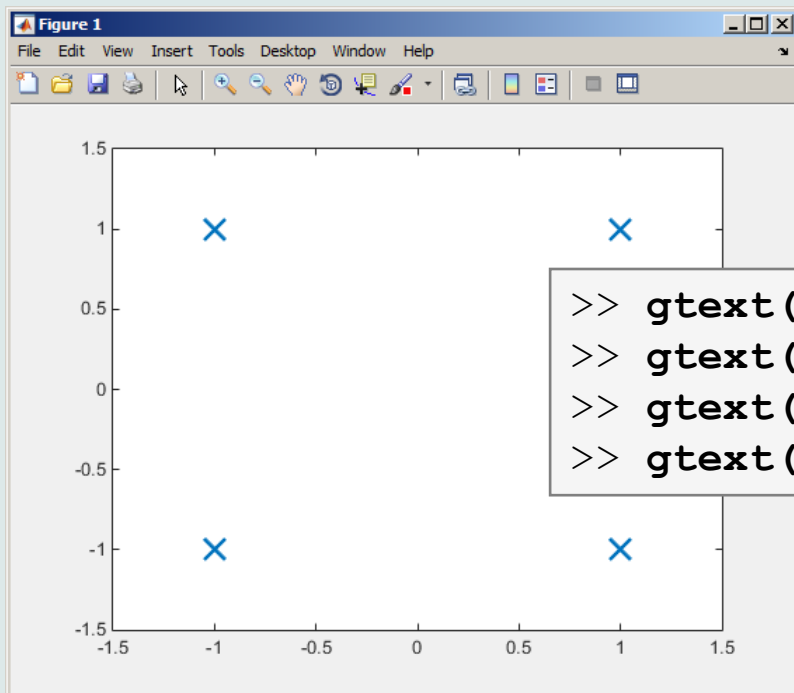 Figure 1
File Edit View Insert Tools Desktop Window Help
1.5
1
0.5
0
-0.5
-1
-1.5
-1.5 -1 -0.5 0 0.5 1 1.5
>> gtext(
>> gtext(
>> gtext(
>> gtext(